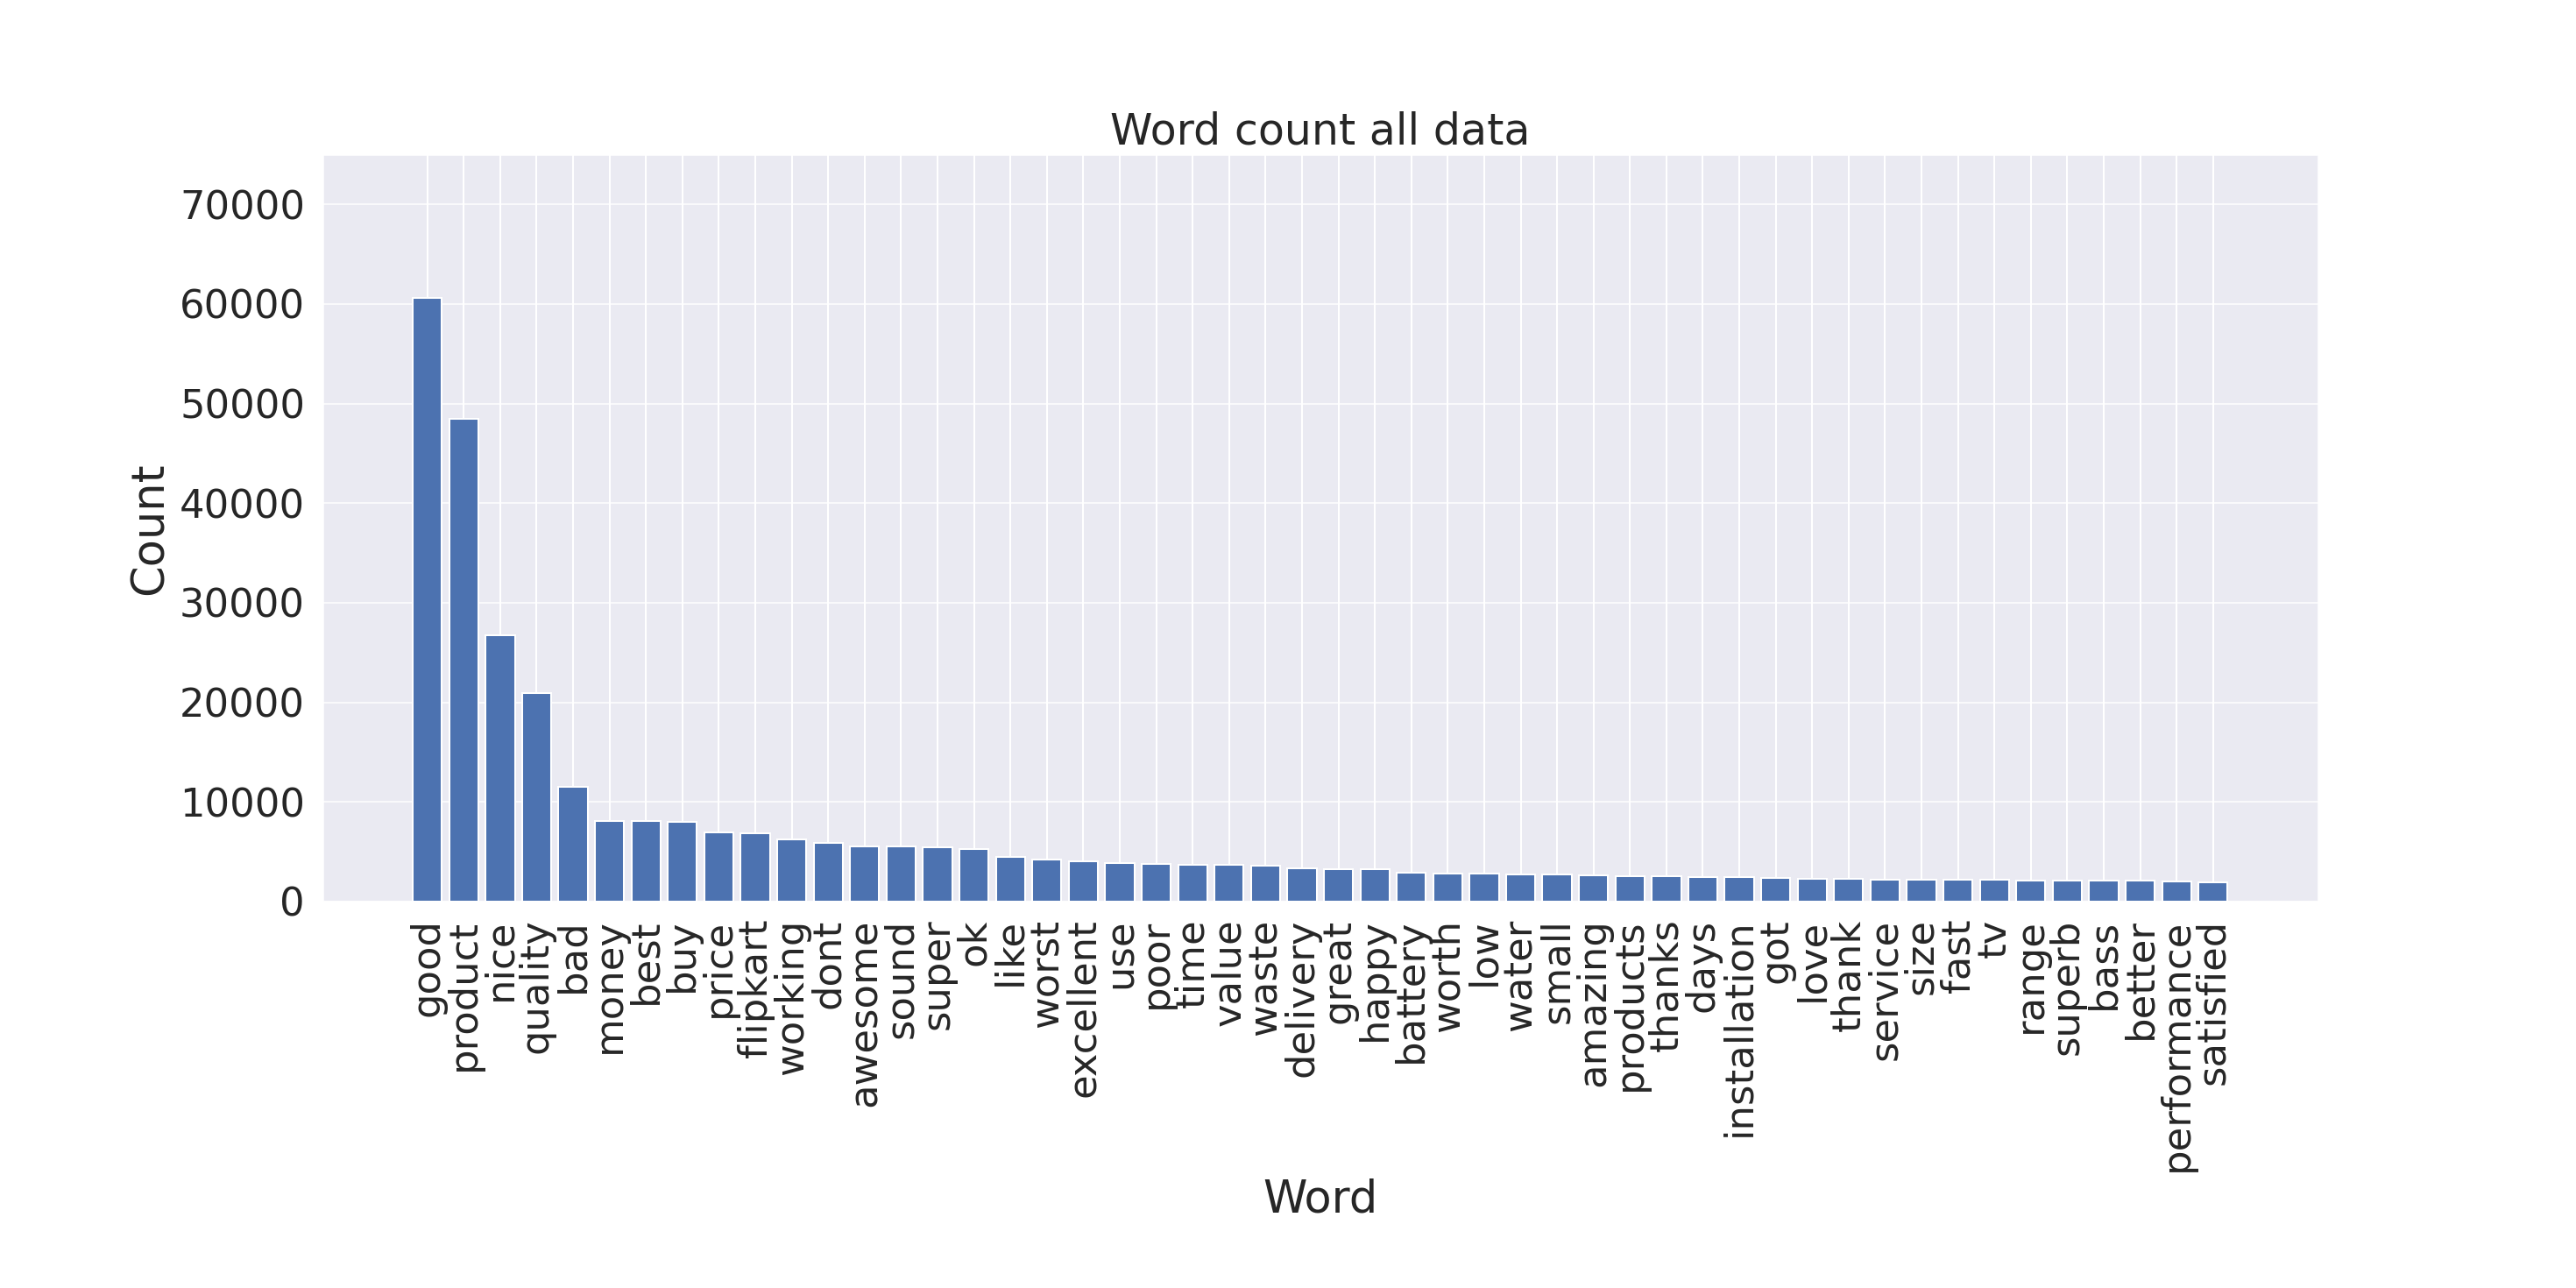 Word count all data
Count
70000
60000
50000
40000
30000
20000
10000
0
good
product
nice
quality
bad
money
best
buy
price
flipkart
working
dont
awesome
sound
super
ok
like
worst
excellent
use
poor
time
value
waste
delivery
great
happy
battery
worth
low
water
small
amazing
products
thanks
days
installation
got
love
thank
service
size
fast
tv
range
superb
bass
better
performance
satisfied
Word